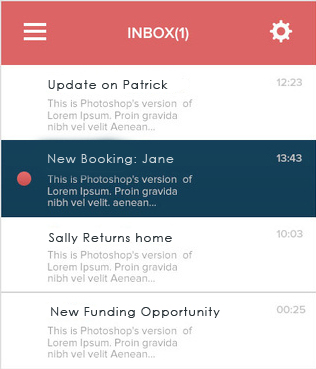 INBOX(1)
Update on Patrick 12:23
This is Photoshop's version of
Lorem Ipsum. Proin gravida
nibh vel velit Aenean...
New Booking: Jane 13:43
This is Photoshop's version of
Lorem Ipsum. Proin gravida
nibh vel velit. aenean...
Sally Returns home 10:03
This is Photoshop's version of
Lorem Ipsum. Proin gravida
nibh vel velit Aenean...
New Funding Opportunity 00:25
This is Photoshop's version of
Lorem Ipsum. Proin gravida
nibh vel velit Aenean...